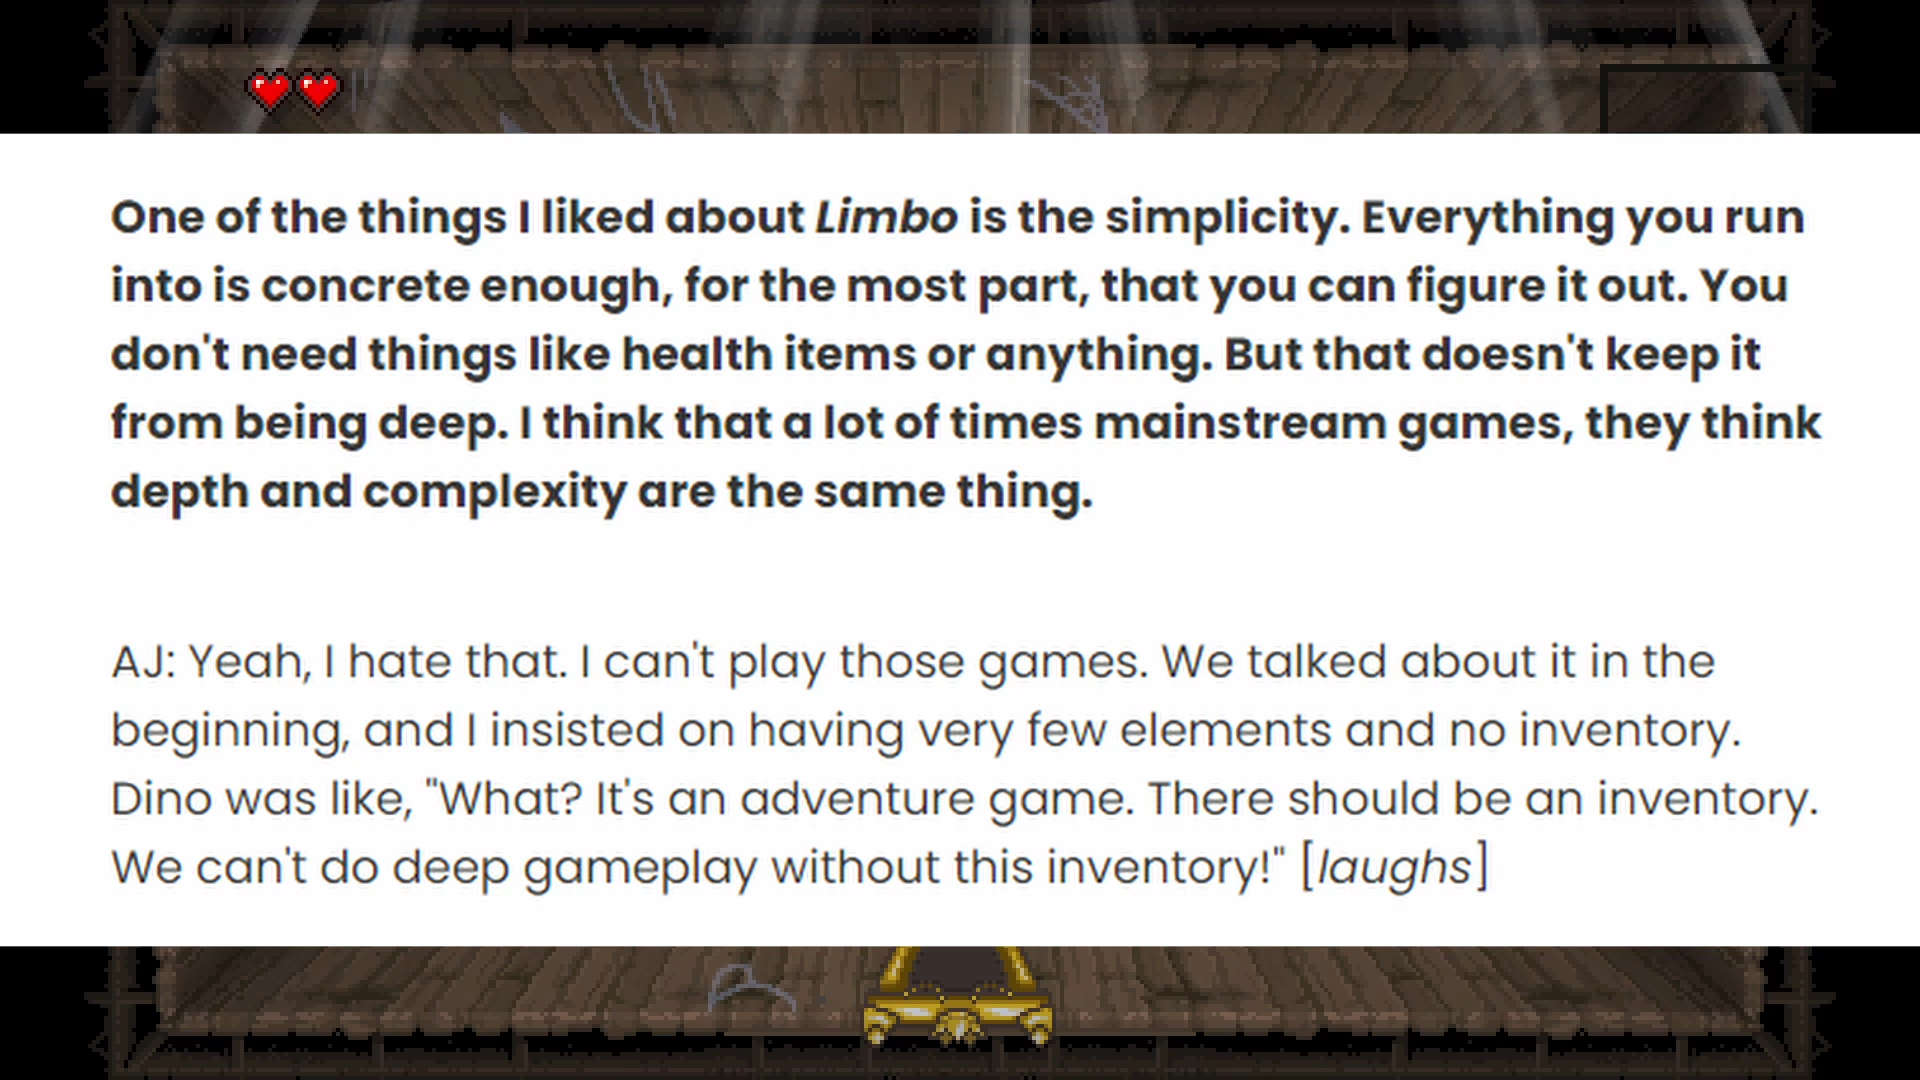 One of the things I liked about Limbo is the simplicity. Everything you run
into is concrete enough, for the most part, that you can figure it out. You
don't need things like health items or anything. But that doesn't keep it
from being deep. I think that a lot of times mainstream games, they think
depth and complexity are the same thing.
AJ: Yeah, I hate that. I can't play those games. We talked about it in the
beginning, and I insisted on having very few elements and no inventory.
Dino was like, "What? It's an adventure game. There should be an inventory.
We can't do deep gameplay without this inventory!" [laughs]